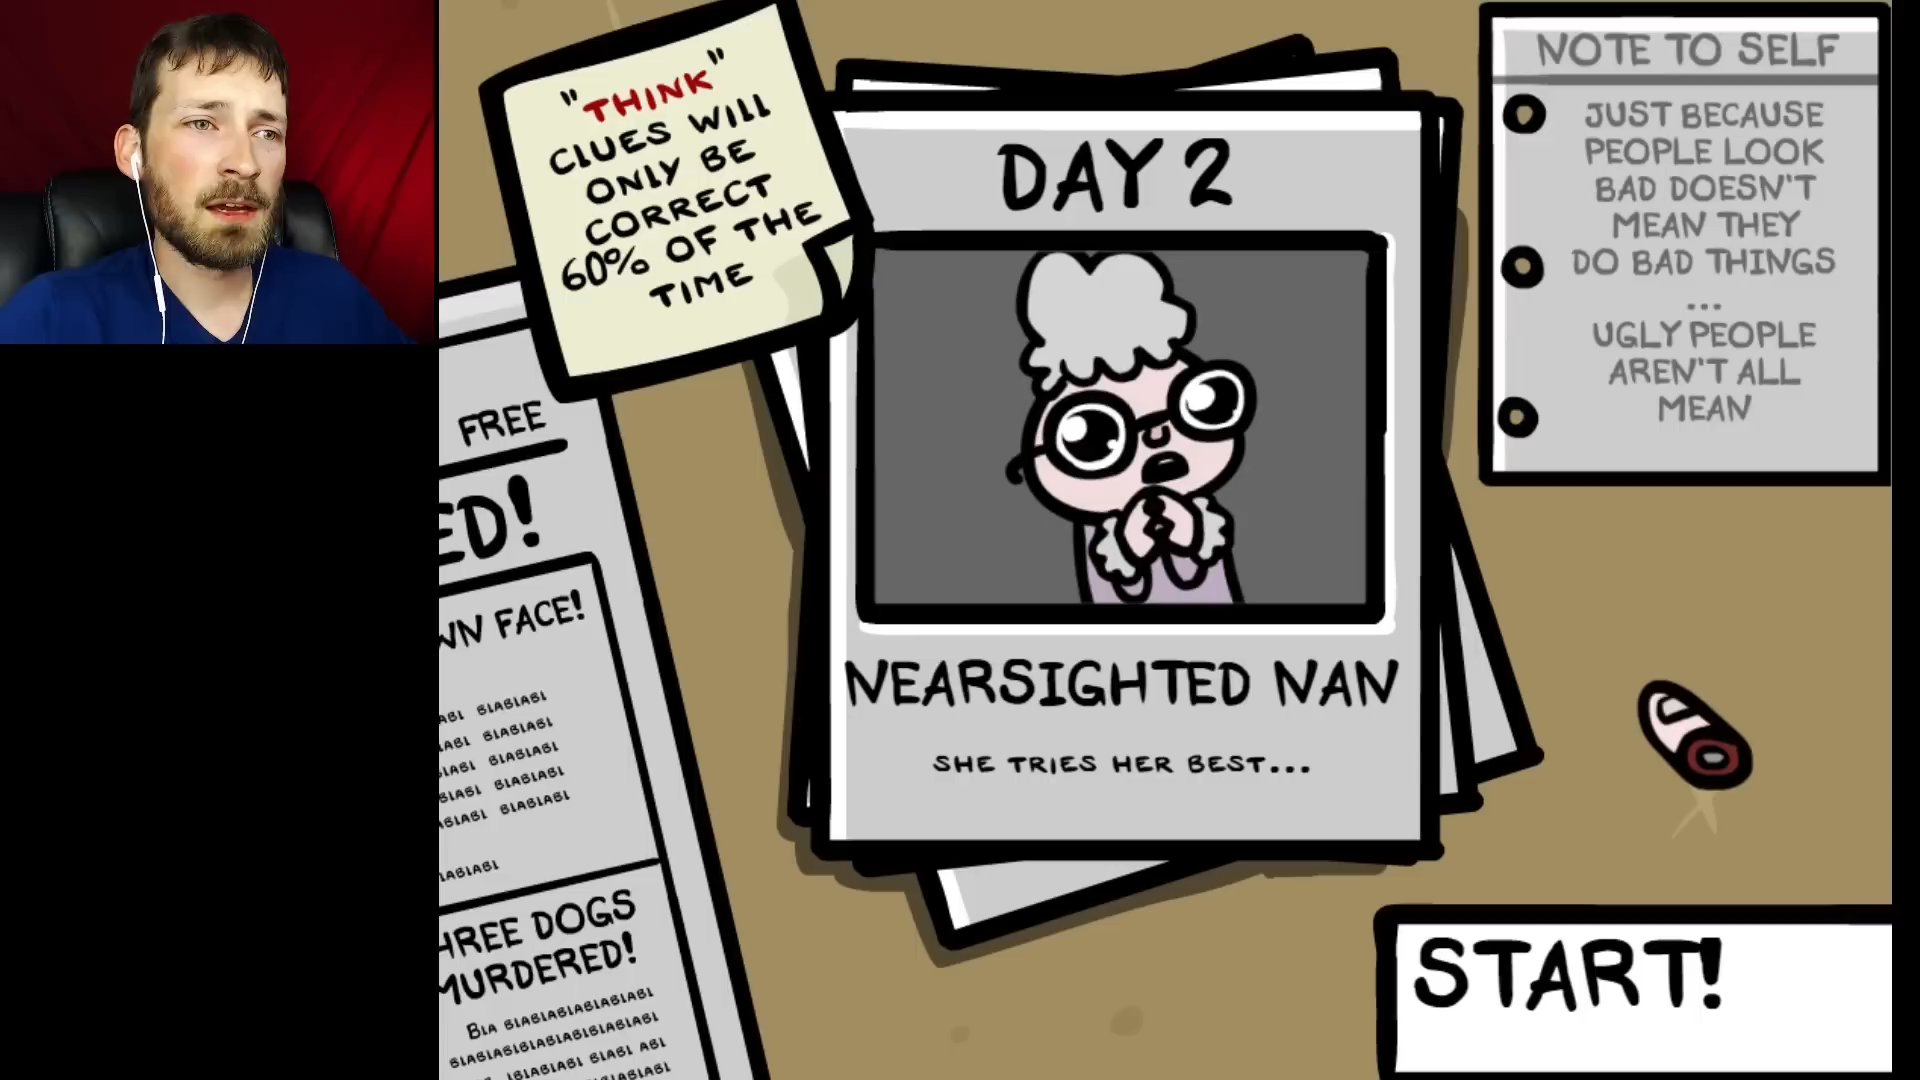 "THINK"
CLUES WILL
ONLY BE
CORRECT
60% OF THE
TIME
DAY 2
NEARSIGHTED NAN
SHE TRIES HER BEST...
NOTE TO SELF
JUST BECAUSE
PEOPLE LOOK
BAD DOESN'T
MEAN THEY
DO BAD THINGS
...
UGLY PEOPLE
AREN'T ALL
MEAN
FREE
ED!
WN FACE!
HREE DOGS
MURDERED!
START!